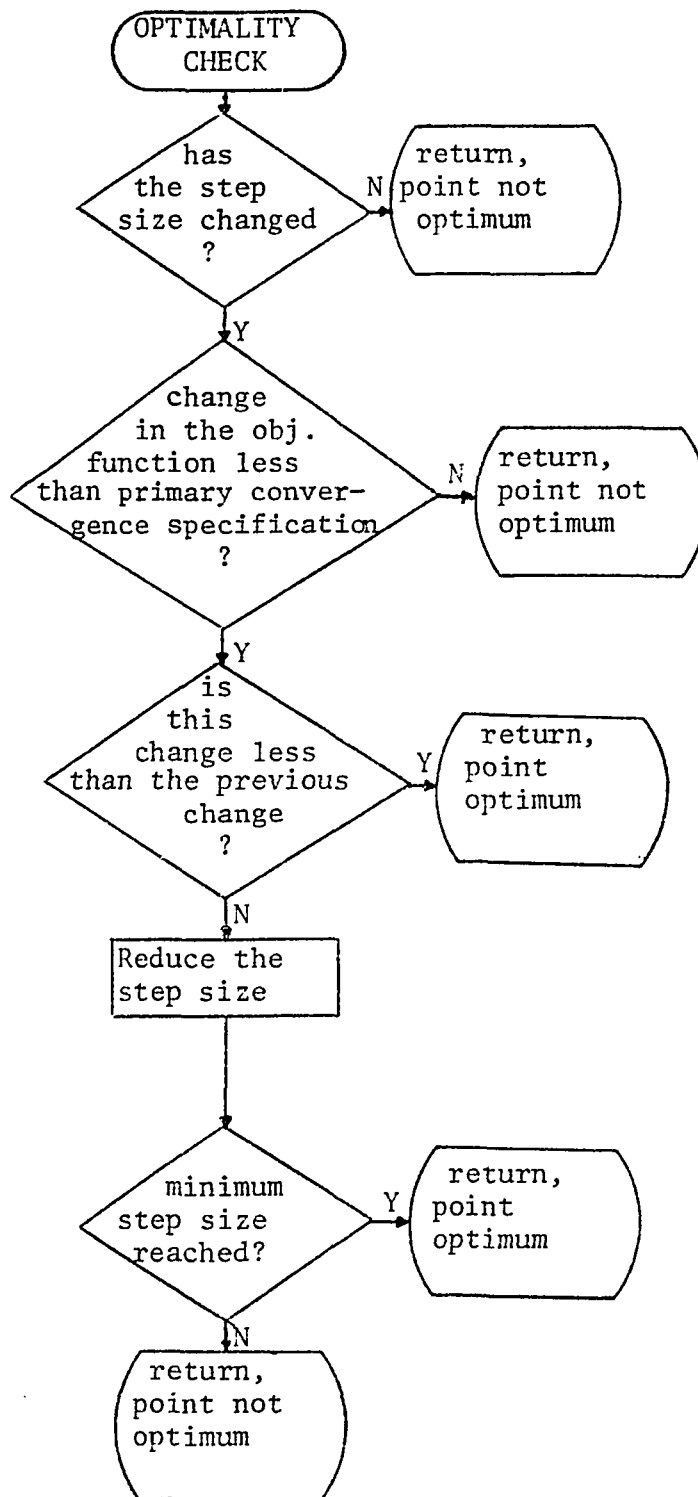 OPTIMALITY
CHECK
has
the step
size changed
?
N
return,
point not
optimum
Y
change
in the obj.
function less
than primary conver-
gence specification
?
N
return,
point not
optimum
Y
is
this
change less
than the previous
change
?
Y
return,
point
optimum
N
Reduce the
step size
minimum
step size
reached?
Y
return,
point
optimum
N
return,
point not
optimum